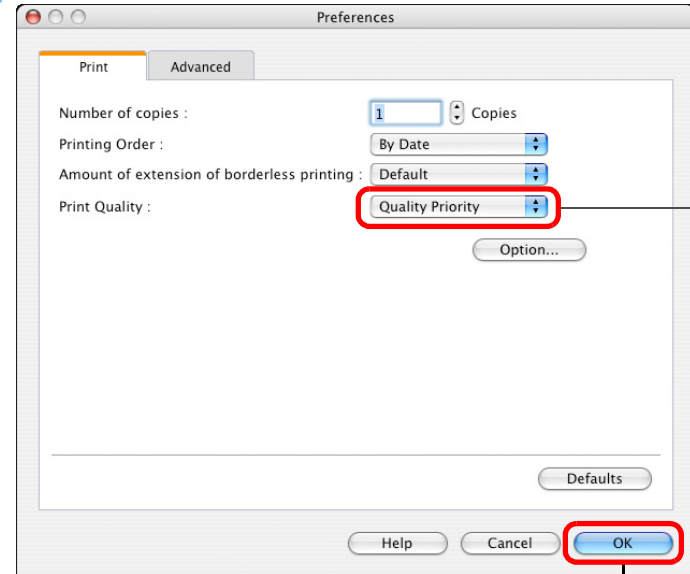 Preferences
Print Advanced
Number of copies : 1 Copies
Printing Order : By Date
Amount of extension of borderless printing : Default
Print Quality : Quality Priority
Option...
Defaults
Help Cancel OK